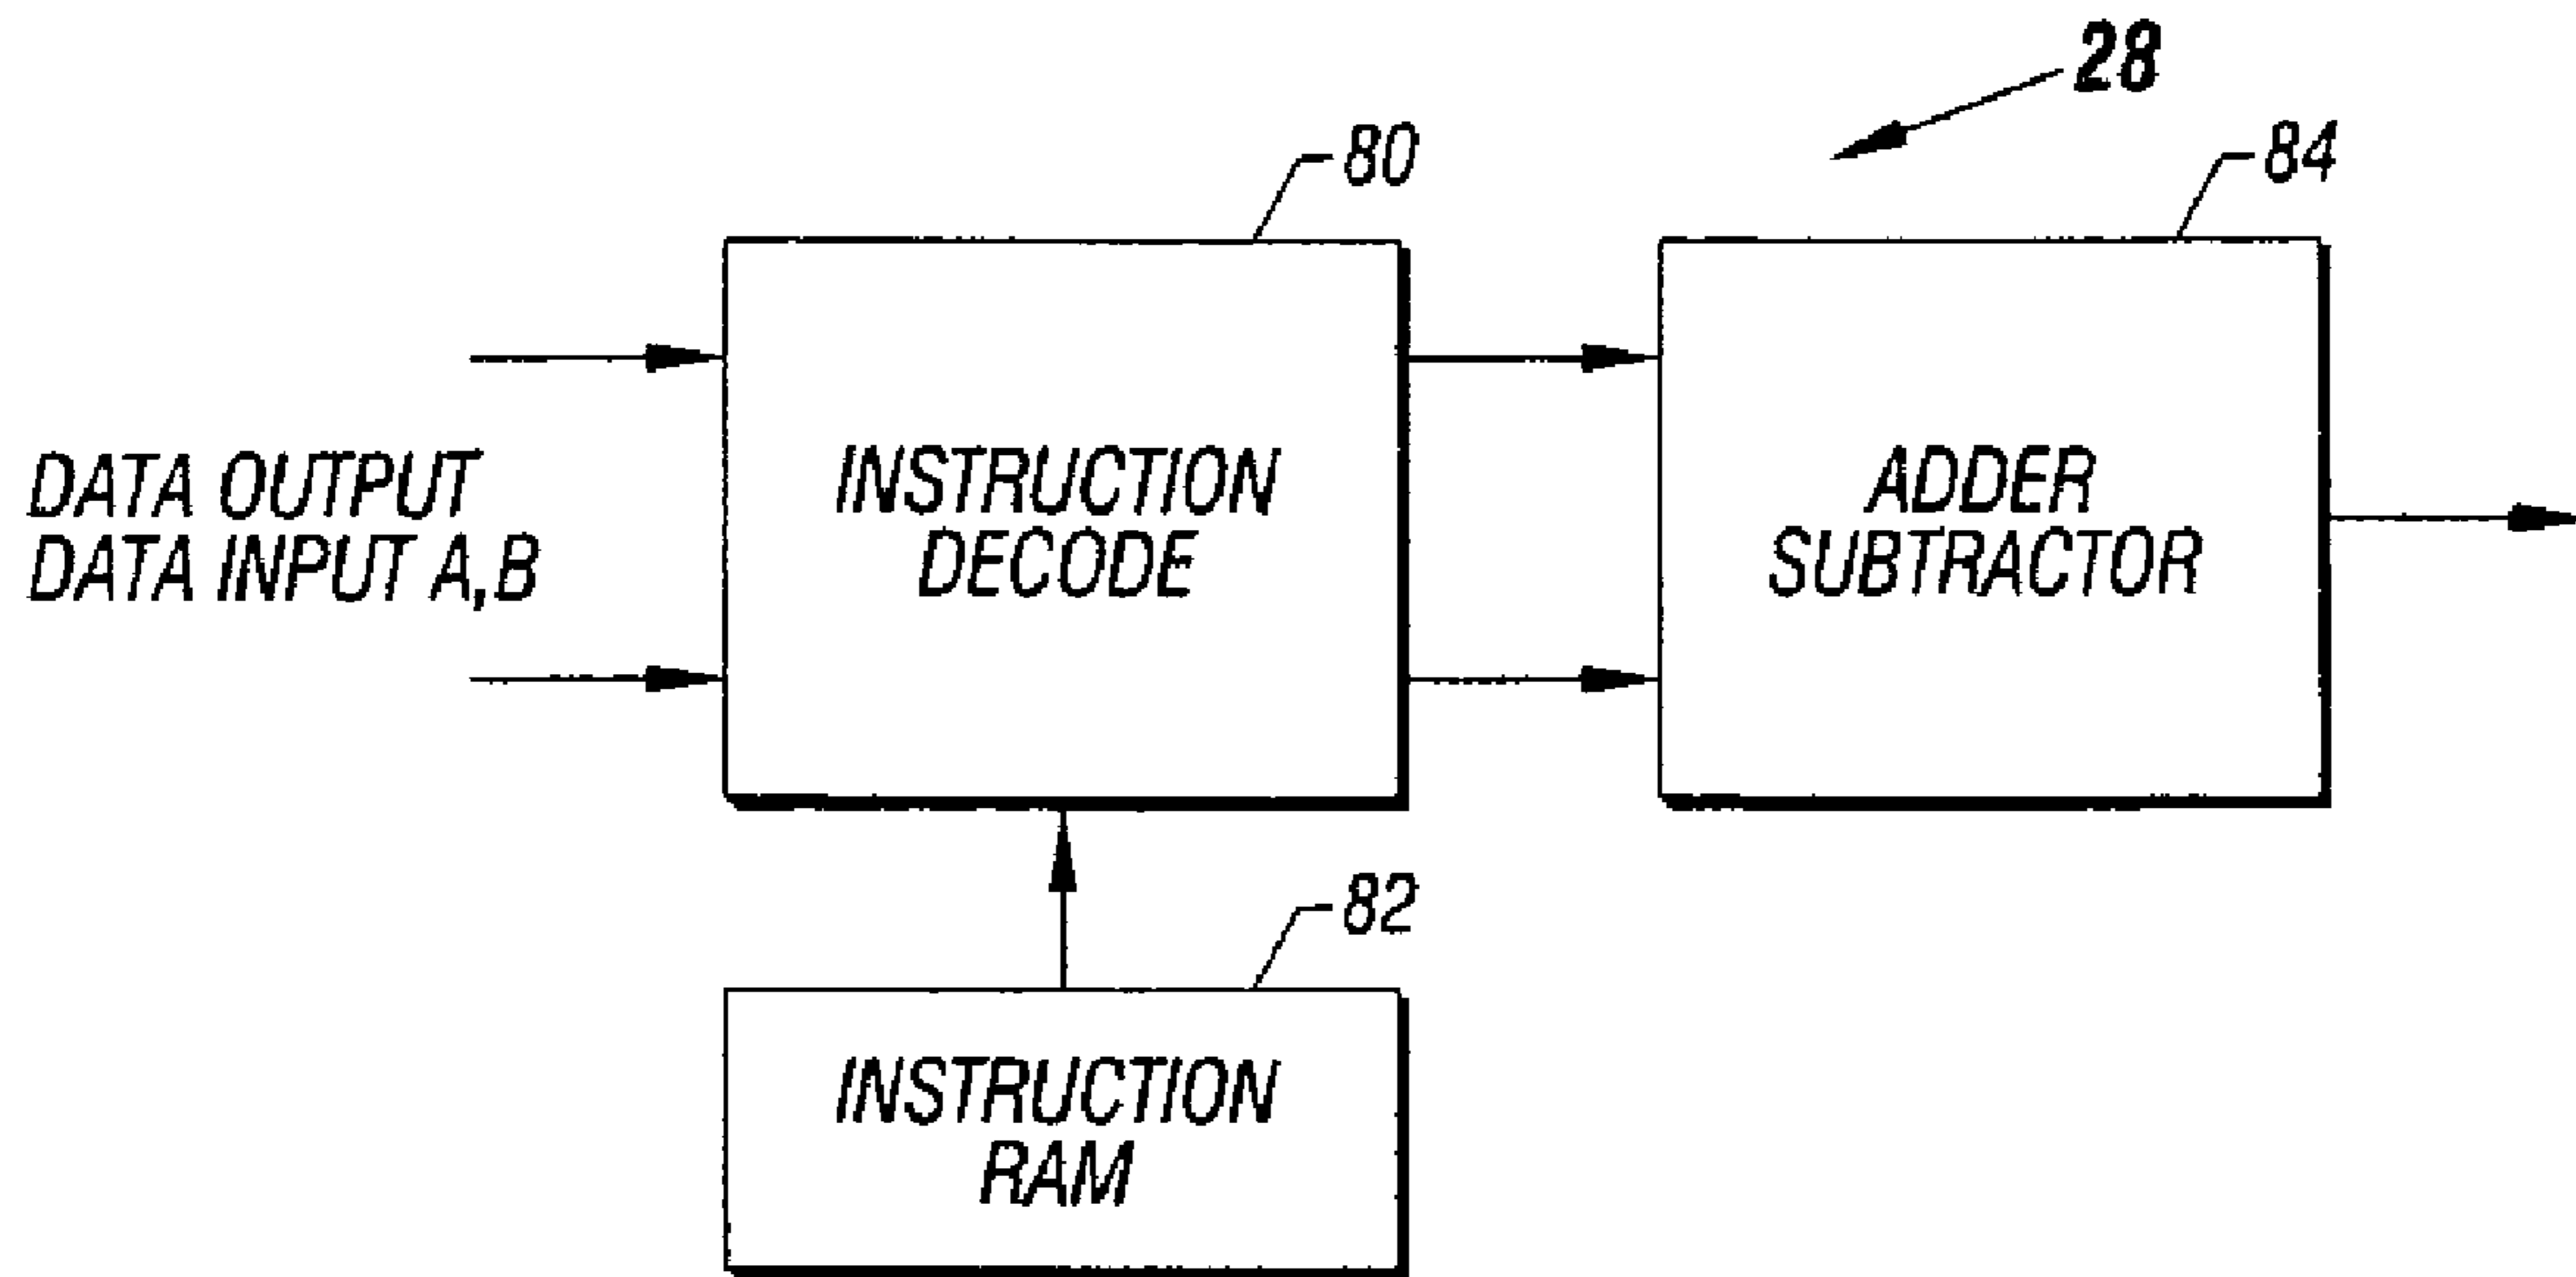 28
80
84
DATA OUTPUT
DATA INPUT A,B
INSTRUCTION
DECODE
ADDER
SUBTRACTOR
82
INSTRUCTION
RAM